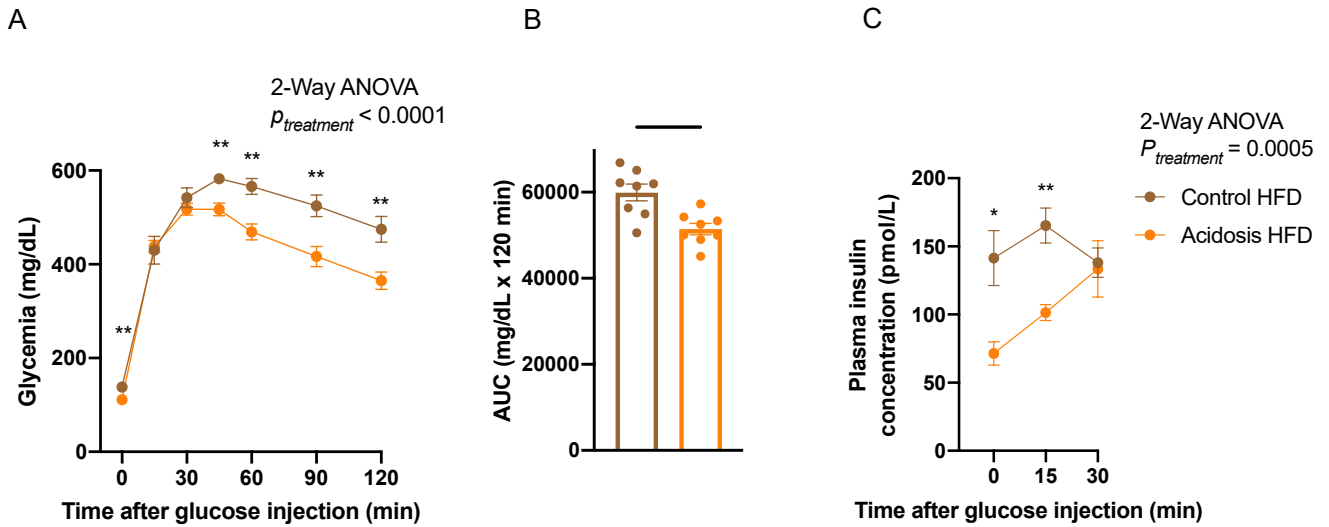 A
B
C
2-Way ANOVA
ptreatment < 0.0001
Glycemia (mg/dL)
600
400
200
0
**
**
**
**
**
0
30
60
90
120
Time after glucose injection (min)
AUC (mg/dL x 120 min)
60000
40000
20000
0
2-Way ANOVA
Ptreatment = 0.0005
Control HFD
Acidosis HFD
Plasma insulin
concentration (pmol/L)
200
150
100
50
0
*
**
0
15
30
Time after glucose injection (min)